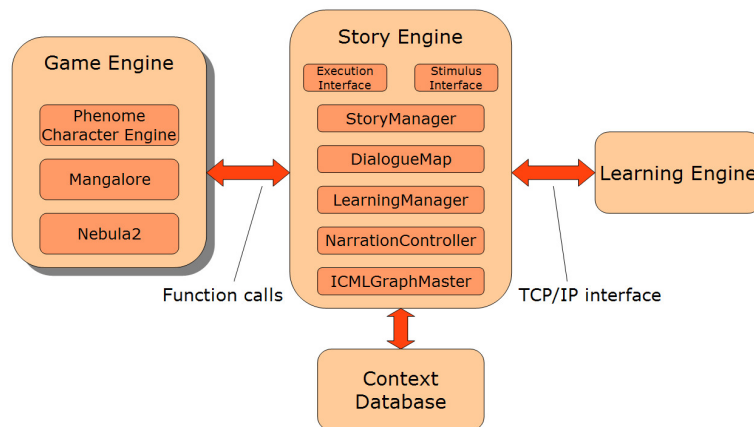 Story Engine
Game Engine
Execution
Interface
Stimulus
Interface
Phenome
Character Engine
StoryManager
DialogueMap
Mangalore
Learning Engine
LearningManager
Nebula2
NarrationController
ICMLGraphMaster
Function calls
TCP/IP interface
Context
Database